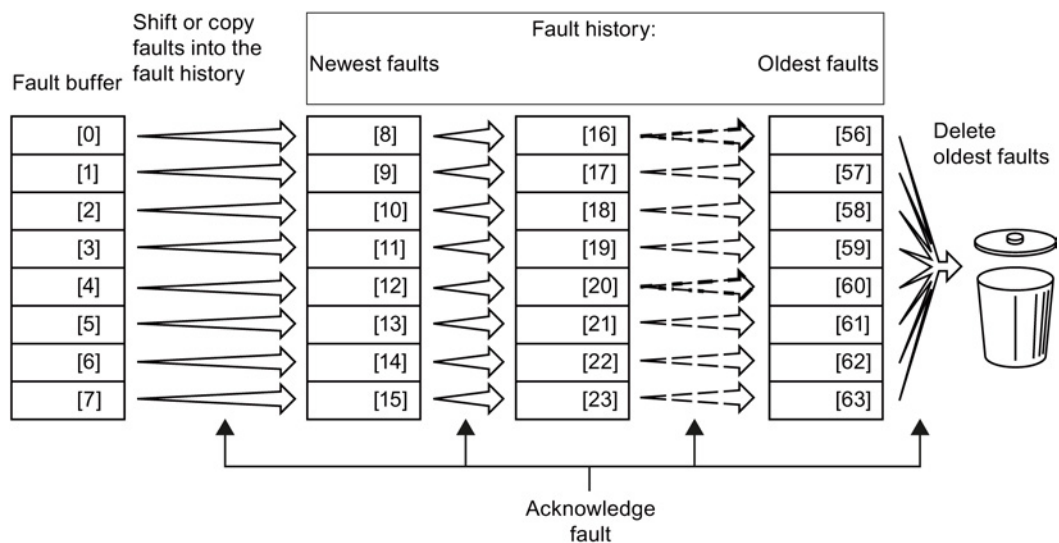 Shift or copy
faults into the
fault history
Fault history:
Fault buffer
Newest faults
Oldest faults
[0] [8] [16] [56]
[1] [9] [17] [57]
[2] [10] [18] [58]
[3] [11] [19] [59]
[4] [12] [20] [60]
[5] [13] [21] [61]
[6] [14] [22] [62]
[7] [15] [23] [63]
Delete
oldest faults
Acknowledge
fault